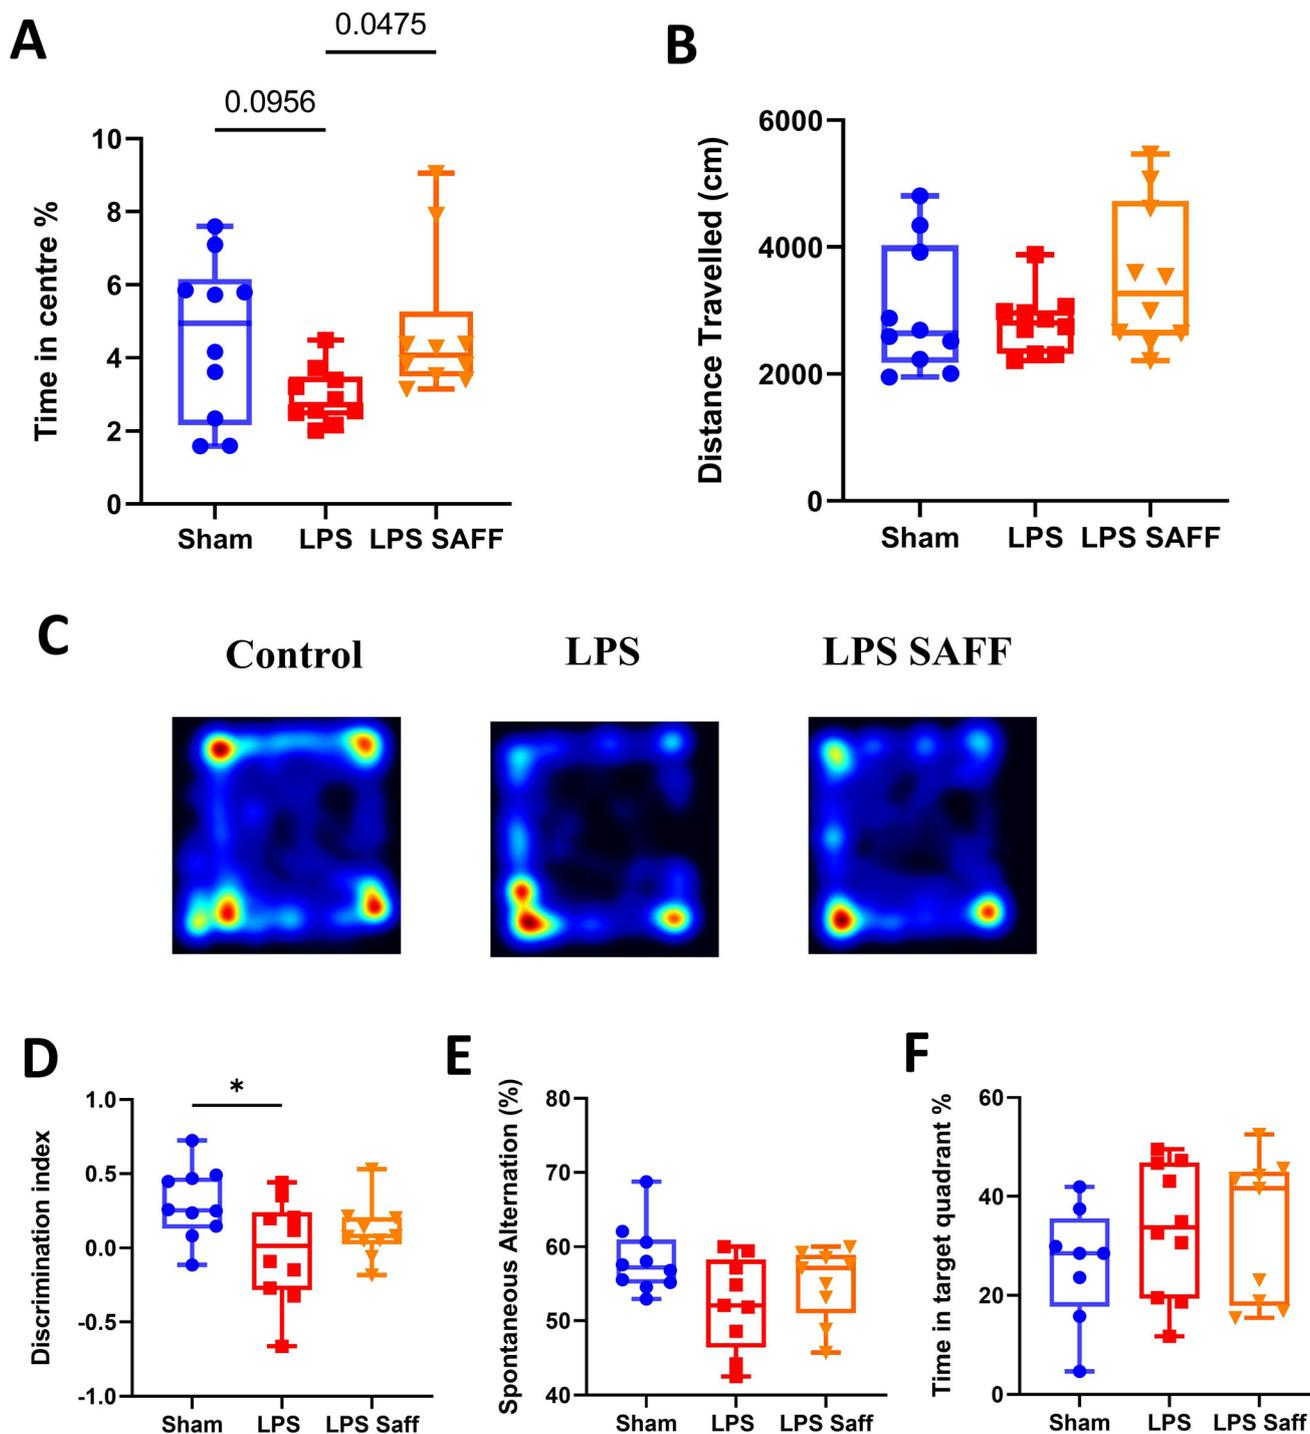 A
0.0475
0.0956
Time in centre %
10
8
6
4
2
0
Sham LPS LPS SAFF
B
Distance Travelled (cm)
6000
4000
2000
0
Sham LPS LPS SAFF
C
Control LPS LPS SAFF
D
*
Discrimination index
1.0
0.5
0.0
-0.5
-1.0
Sham LPS LPS Saff
E
Spontaneous Alternation (%)
80
70
60
50
40
Sham LPS LPS Saff
F
Time in target quadrant %
60
40
20
0
Sham LPS LPS Saff